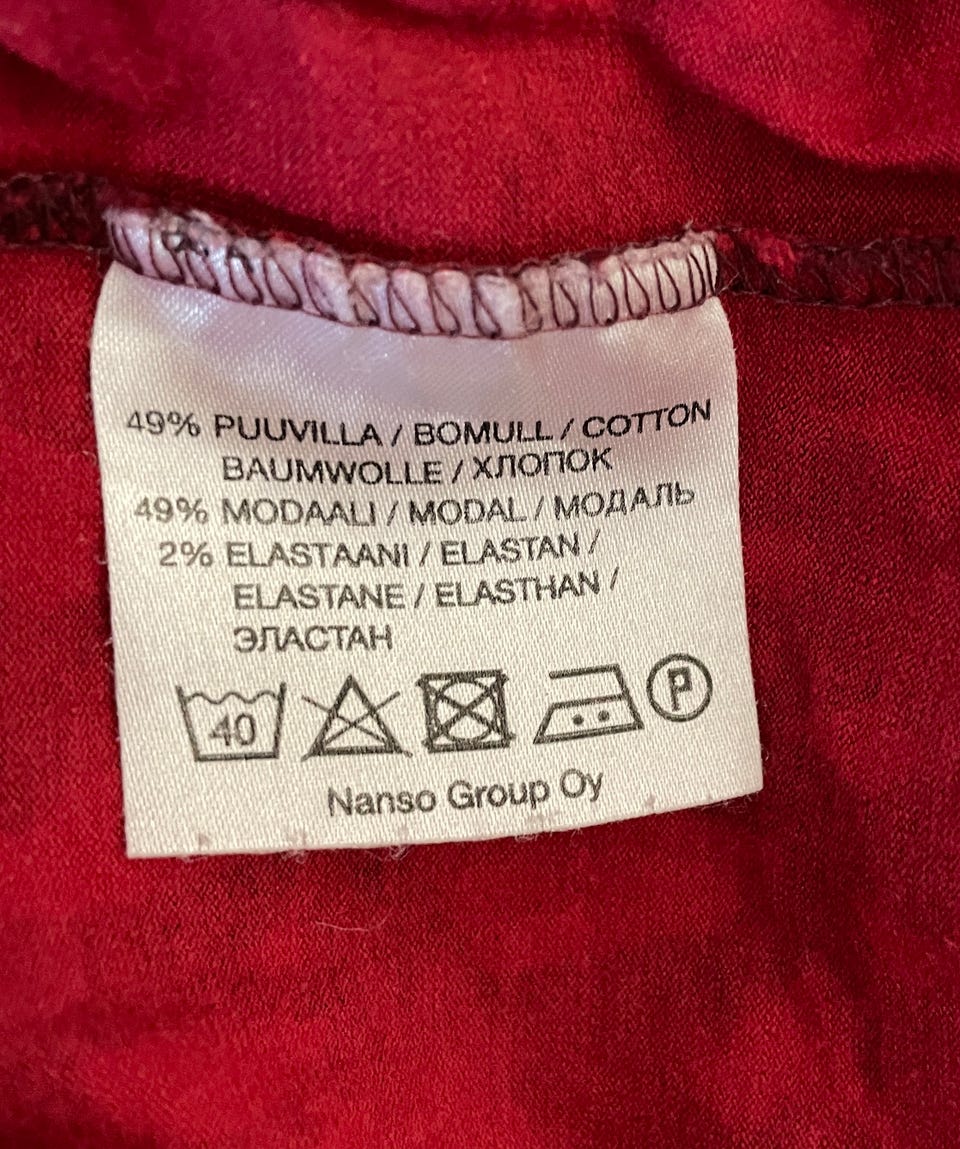 49% PUUVILLA / BOMULL / COTTON
BAUMWOLLE / ХЛОПОК
49% MODAALI / MODAL / МОДАЛЬ
2% ELASTAANI / ELASTAN /
ELASTANE / ELASTHAN /
ЭЛАСТАН
40 P
Nanso Group Oy